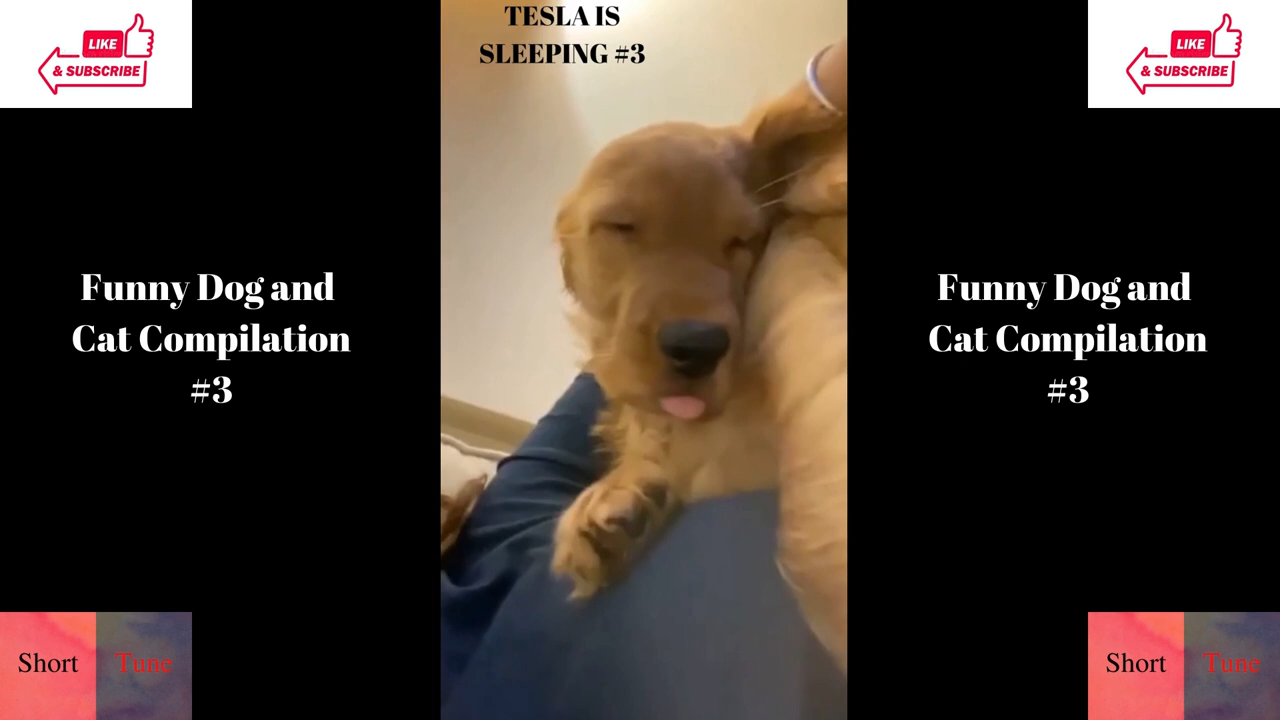 LIKE
& SUBSCRIBE
TESLA IS
SLEEPING #3
LIKE
& SUBSCRIBE
Funny Dog and
Cat Compilation
#3
Funny Dog and
Cat Compilation
#3
Short Tune
Short Tune